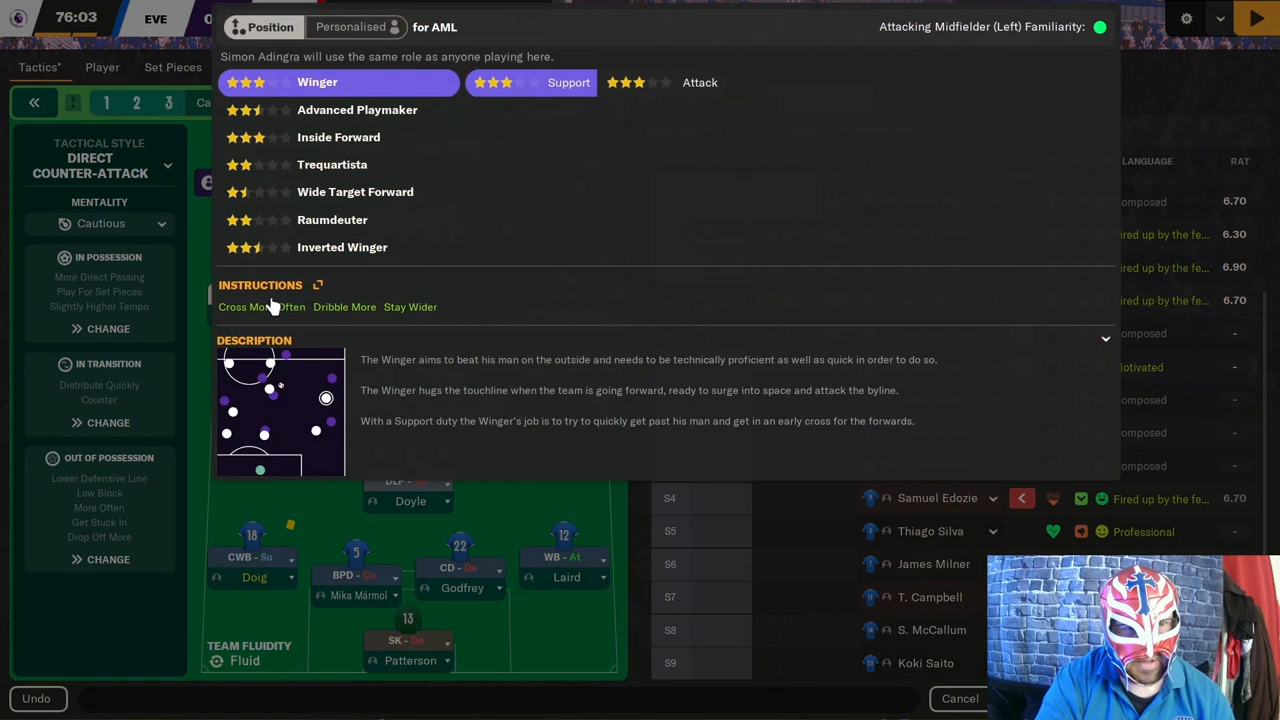 76:03
EVE
0
Position
Personalised
for AML
Attacking Midfielder (Left) Familiarity:
Simon Adingra will use the same role as anyone playing here.
Tactics*
Player
Set Pieces
Winger
Support
Attack
Advanced Playmaker
Inside Forward
Trequartista
Wide Target Forward
Raumdeuter
Inverted Winger
1
2
3
Ca
TACTICAL STYLE
DIRECT
COUNTER-ATTACK
MENTALITY
Cautious
IN POSSESSION
More Direct Passing
Play For Set Pieces
Slightly Higher Tempo
CHANGE
IN TRANSITION
Distribute Quickly
Counter
CHANGE
OUT OF POSSESSION
Lower Defensive Line
Low Block
More Often
Get Stuck In
Drop Off More
CHANGE
INSTRUCTIONS
Cross More Often
Dribble More
Stay Wider
DESCRIPTION
The Winger aims to beat his man on the outside and needs to be technically proficient as well as quick in order to do so.
The Winger hugs the touchline when the team is going forward, ready to surge into space and attack the byline.
With a Support duty the Winger's job is to try to quickly get past his man and get in an early cross for the forwards.
LANGUAGE
RAT
omposed
6.70
ired up by the fe...
6.30
ired up by the fe...
6.90
ired up by the fe...
6.70
omposed
-
Motivated
-
omposed
-
omposed
-
omposed
-
Doyle
18
CWB - Su
Doig
5
BPD - Co
Mika Mármol
22
CD - De
Godfrey
12
WB - At
Laird
13
SK - De
Patterson
TEAM FLUIDITY
Fluid
S4
Samuel Edozie
Fired up by the fe...
6.70
S5
Thiago Silva
Professional
-
S6
James Milner
S7
T. Campbell
S8
S. McCallum
S9
Koki Saito
Undo
Cancel